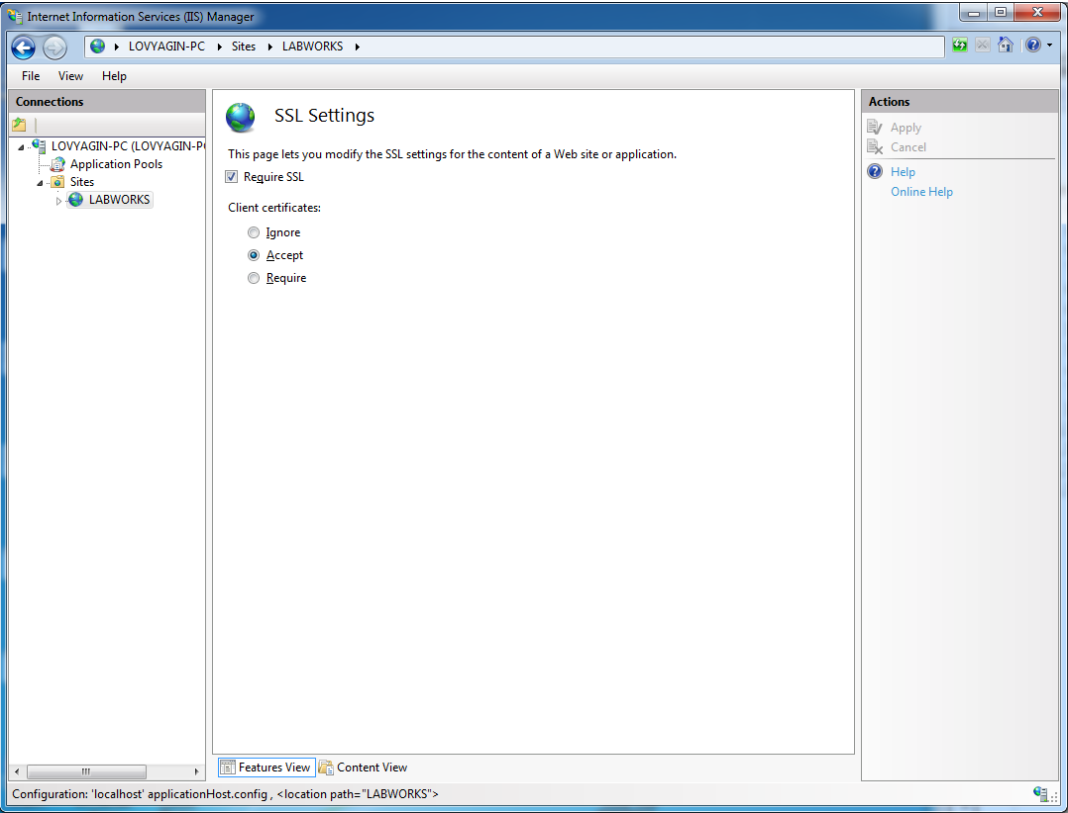 Internet Information Services (IIS) Manager
LOVYAGIN-PC Sites LABWORKS
File View Help
Connections
LOVYAGIN-PC (LOVYAGIN-P
Application Pools
Sites
LABWORKS
SSL Settings
This page lets you modify the SSL settings for the content of a Web site or application.
Require SSL
Client certificates:
Ignore
Accept
Require
Features View Content View
Actions
Apply
Cancel
Help
Online Help
Configuration: 'localhost' applicationHost.config , <location path="LABWORKS">